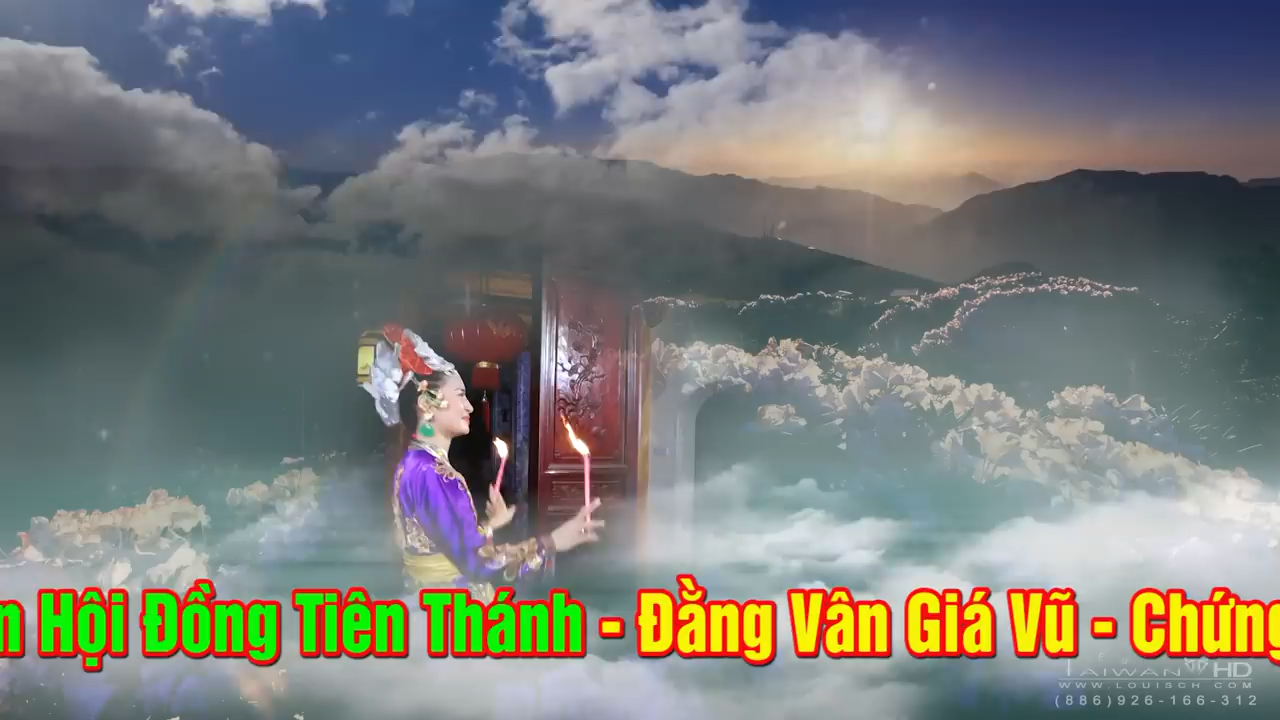 n Hội Đồng Tiên Thánh - Đằng Vân Giá Vũ - Chứng
TAIWAN HD
WWW.LOUISCH.COM
(886)926-166-312